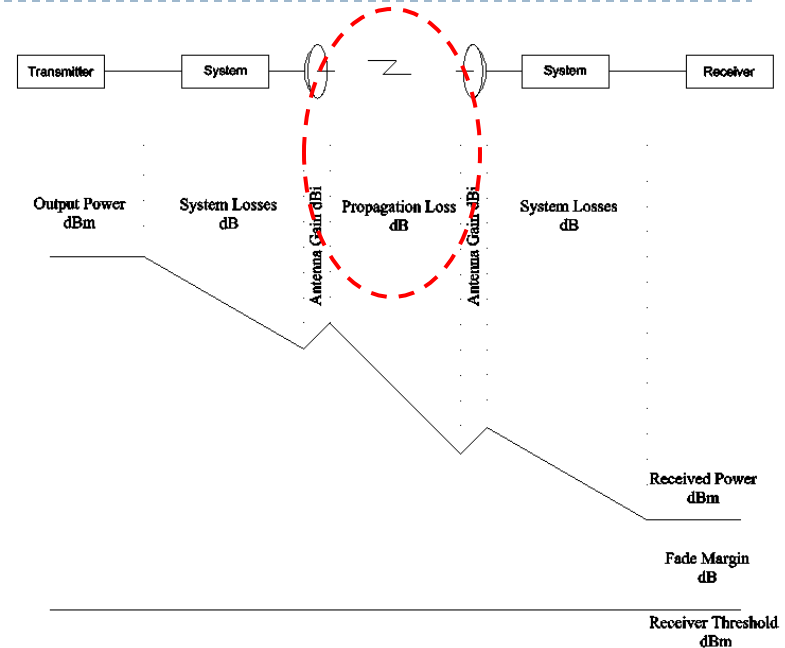 Transmitter
System
System
Receiver
Output Power
dBm
System Losses
dB
Antenna Gain dBi
Propagation Loss
dB
Antenna Gain dBi
System Losses
dB
Received Power
dBm
Fade Margin
dB
Receiver Threshold
dBm